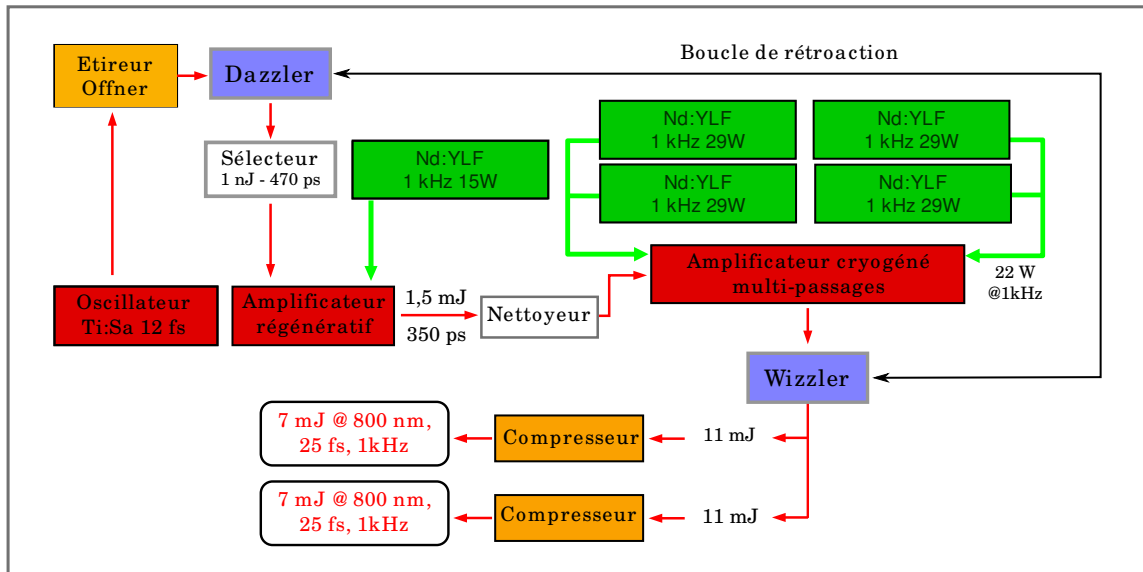 Boucle de rétroaction
Etireur
Offner
Dazzler
Nd:YLF
1 kHz 29W
Nd:YLF
1 kHz 29W
Sélecteur
1 nJ - 470 ps
Nd:YLF
1 kHz 15W
Nd:YLF
1 kHz 29W
Nd:YLF
1 kHz 29W
Amplificateur cryogéné
multi-passages
22 W
@1kHz
Oscillateur
Ti:Sa 12 fs
Amplificateur
régénératif
1,5 mJ
350 ps
Nettoyeur
Wizzler
7 mJ @ 800 nm,
25 fs, 1kHz
Compresseur
11 mJ
7 mJ @ 800 nm,
25 fs, 1kHz
Compresseur
11 mJ